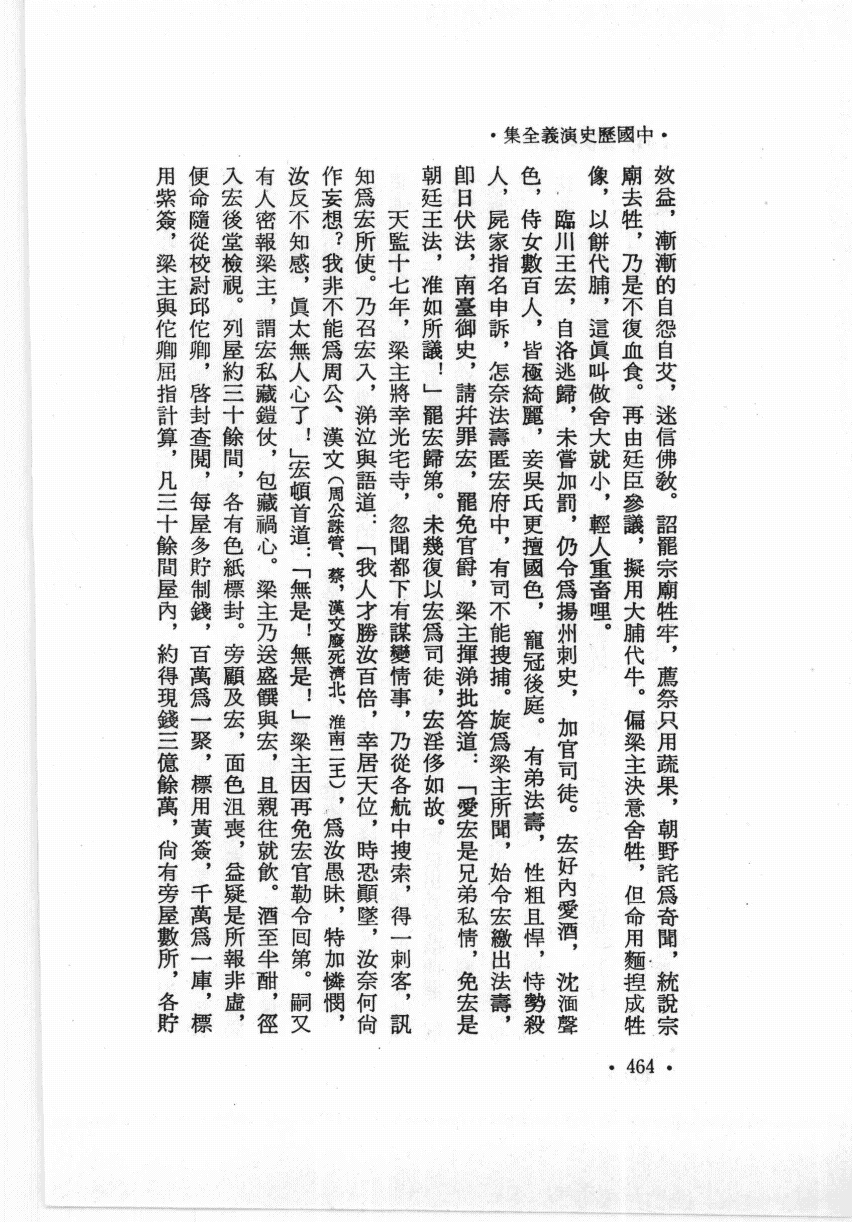 •中國歷史演義全集•
效益，漸漸的自怨自艾，迷信佛教。詔罷宗廟牲牢，薦祭只用蔬果，朝野詫爲奇聞，統說宗
廟去牲，乃是不復血食。再由廷臣參議，擬用大脯代牛。偏梁主決意舍牲，但命用麵揑成牲
像，以餅代脯，這眞叫做舍大就小，輕人重畜哩。
臨川王宏，自洛逃歸，未嘗加罰，仍令爲揚州刺史，加官司徒。宏好內愛酒，沈湎聲
色，侍女數百人，皆極綺麗，妾吳氏更擅國色，寵冠後庭。有弟法壽，性粗且悍，恃勢殺
人，屍家指名申訴，怎奈法壽匿宏府中，有司不能搜捕。旋爲梁主所聞，始令宏繳出法壽，
卽日伏法，南臺御史，請幷罪宏，罷免官爵，梁主揮涕批答道：「愛宏是兄弟私情，免宏是
朝廷王法，准如所議！」罷宏歸第。未幾復以宏爲司徒，宏淫侈如故。
天監十七年，梁主將幸光宅寺，忽聞都下有謀變情事，乃從各航中搜索，得一刺客，訊
知爲宏所使。乃召宏入，涕泣與語道：「我人才勝汝百倍，幸居天位，時恐顚墜，汝奈何尙
作妄想？我非不能爲周公、漢文（周公誅管、蔡，漢文廢死濟北、淮南二王），爲汝愚昧，特加憐憫，
汝反不知感，眞太無人心了！」宏頓首道：「無是！無是！」梁主因再免宏官勒令囘第。嗣又
有人密報梁主，謂宏私藏鎧仗，包藏禍心。梁主乃送盛饌與宏，且親往就飮。酒至半酣，徑
入宏後堂檢視。列屋約三十餘間，各有色紙標封。旁顧及宏，面色沮喪，益疑是所報非虛，
便命隨從校尉邱佗卿，啓封查閱，每屋多貯制錢，百萬爲一聚，標用黃簽，千萬爲一庫，標
用紫簽，梁主與佗卿屈指計算，凡三十餘間屋內，約得現錢三億餘萬，尙有旁屋數所，各貯
•464•